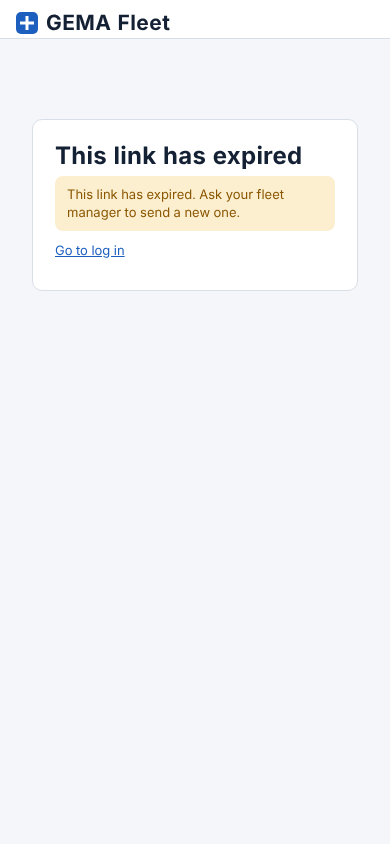 GEMA Fleet
This link has expired
This link has expired. Ask your fleet
manager to send a new one.
Go to log in